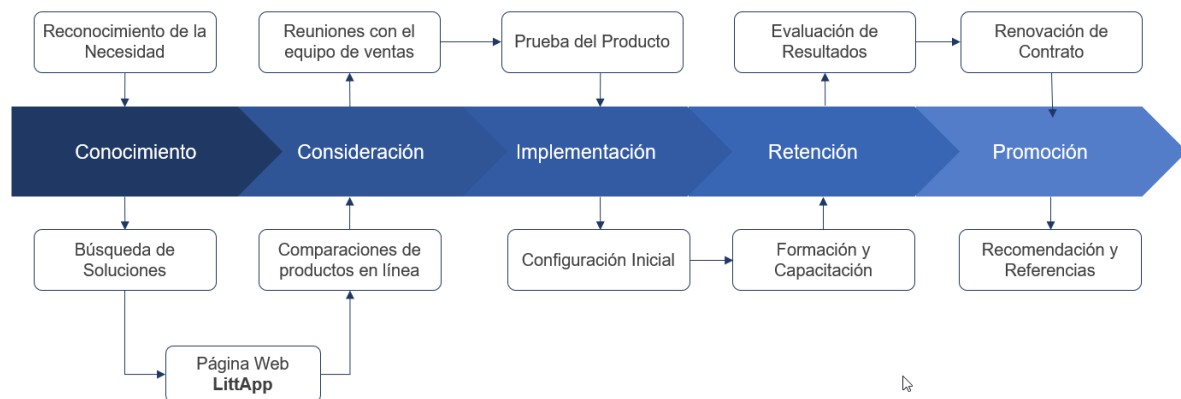 Reconocimiento de la
Necesidad
Reuniones con el
equipo de ventas
Prueba del Producto
Evaluación de
Resultados
Renovación de
Contrato
Conocimiento
Consideración
Implementación
Retención
Promoción
Búsqueda de
Soluciones
Comparaciones de
productos en línea
Configuración Inicial
Formación y
Capacitación
Recomendación y
Referencias
Página Web
LittApp